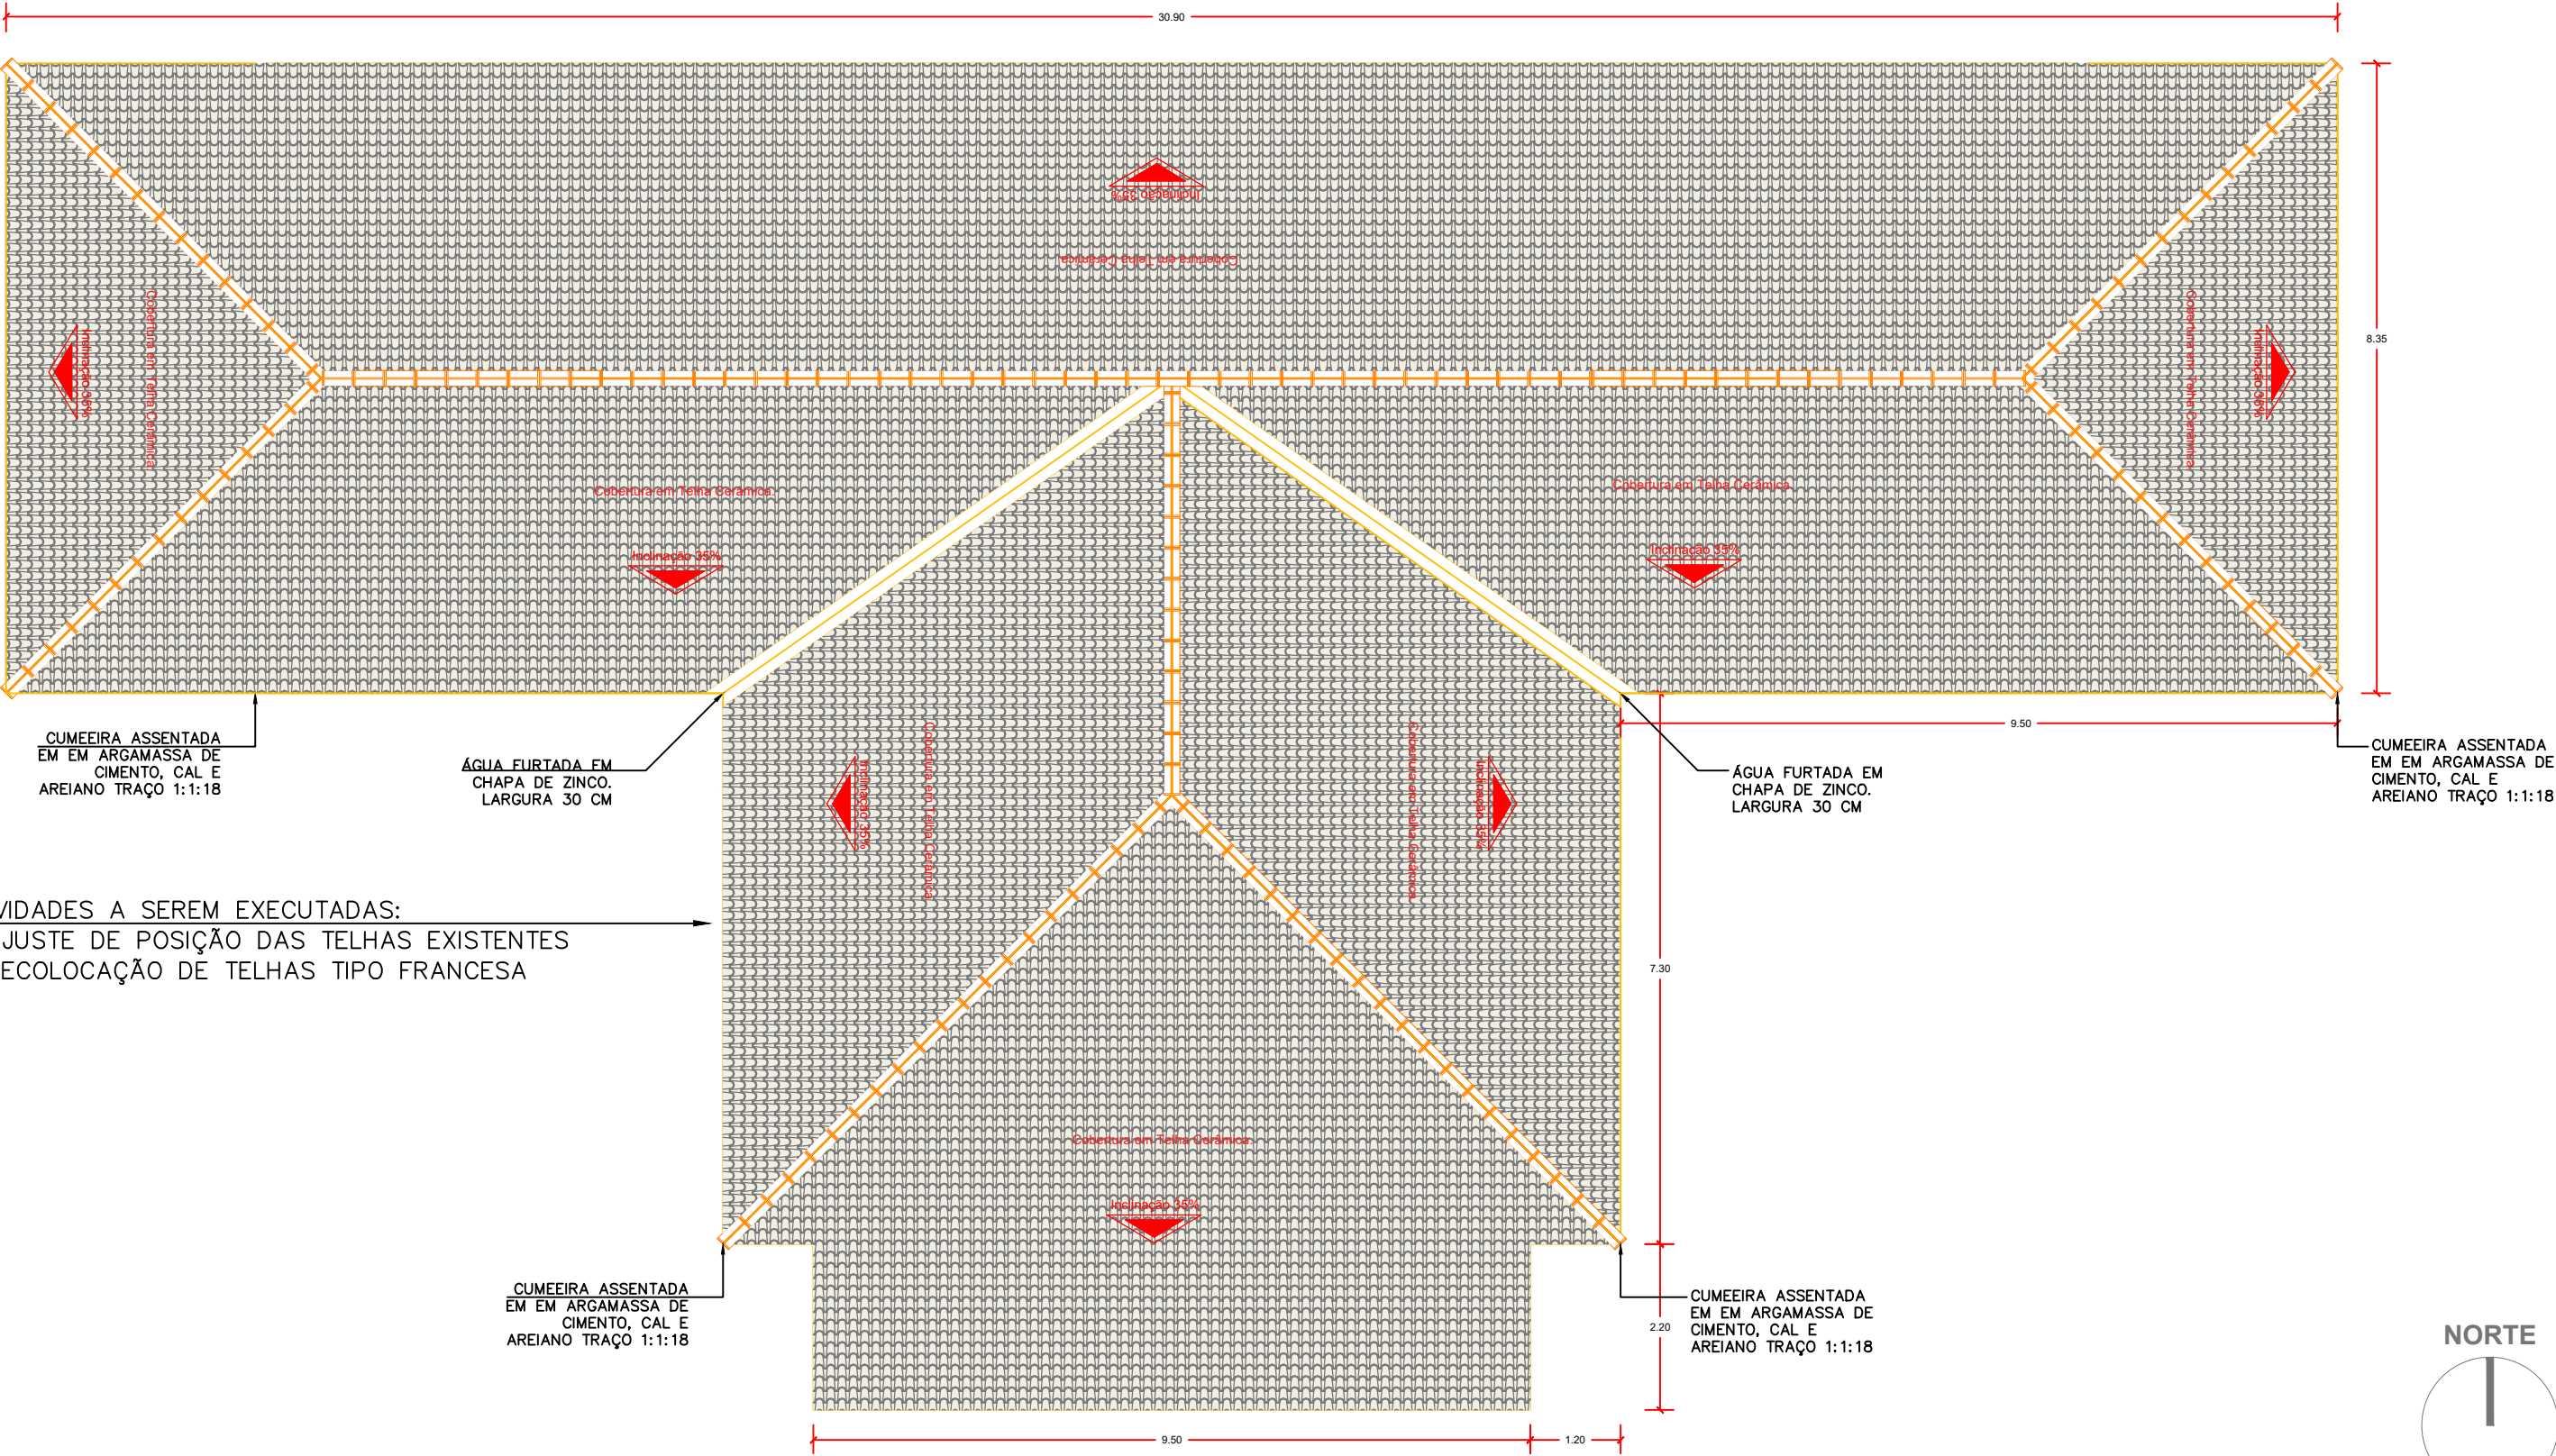 30.90
Inclinação 35%
Cobertura em Telha Cerâmica
8.35
Cobertura em Telha Cerâmica.
Inclinação 35%
Cobertura em Telha Cerâmica.
Inclinação 35%
Cobertura em Telha Cerâmica.
Inclinação 35%
Cobertura em Telha Cerâmica.
Inclinação 35%
9.50
CUMEEIRA ASSENTADA
EM EM ARGAMASSA DE
CIMENTO, CAL E
AREIANO TRAÇO 1:1:18
ÁGUA FURTADA EM
CHAPA DE ZINCO.
LARGURA 30 CM
Cobertura em Telha Cerâmica.
Inclinação 35%
Cobertura em Telha Cerâmica.
Inclinação 35%
ÁGUA FURTADA EM
CHAPA DE ZINCO.
LARGURA 30 CM
CUMEEIRA ASSENTADA
EM EM ARGAMASSA DE
CIMENTO, CAL E
AREIANO TRAÇO 1:1:18
VIDADES A SEREM EXECUTADAS:
JUSTE DE POSIÇÃO DAS TELHAS EXISTENTES
ECOLOCAÇÃO DE TELHAS TIPO FRANCESA
7.30
Cobertura em Telha Cerâmica.
Inclinação 35%
CUMEEIRA ASSENTADA
EM EM ARGAMASSA DE
CIMENTO, CAL E
AREIANO TRAÇO 1:1:18
CUMEEIRA ASSENTADA
EM EM ARGAMASSA DE
CIMENTO, CAL E
AREIANO TRAÇO 1:1:18
2.20
NORTE
9.50
1.20